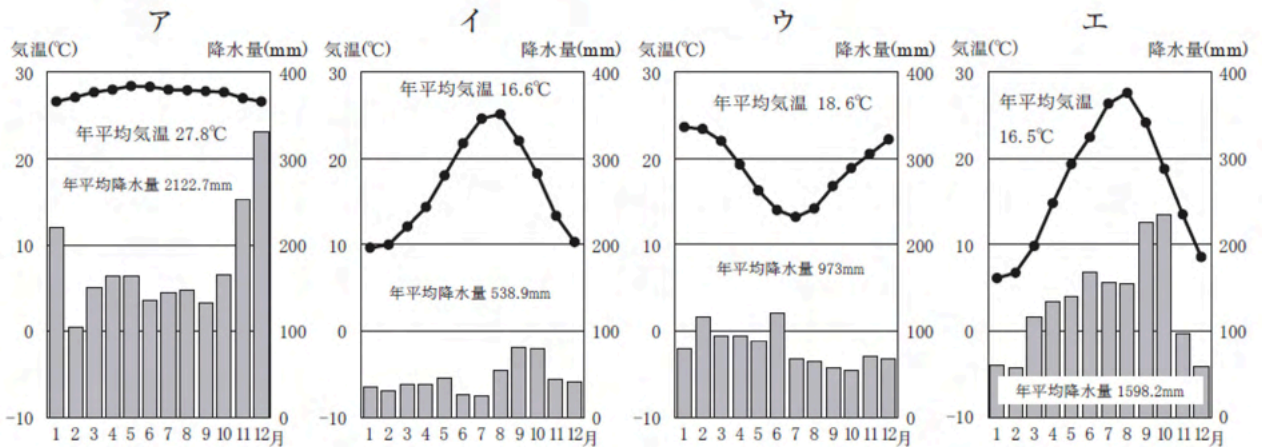 ア
気温(℃) 降水量(mm)
30 400
年平均気温 27.8℃
20 300
年平均降水量 2122.7mm
10 200
0 100
-10 0
1 2 3 4 5 6 7 8 9 10 11 12月
イ
気温(℃) 降水量(mm)
30 400
年平均気温 16.6℃
20 300
10 200
年平均降水量 538.9mm
0 100
-10 0
1 2 3 4 5 6 7 8 9 10 11 12月
ウ
気温(℃) 降水量(mm)
30 400
年平均気温 18.6℃
20 300
10 200
年平均降水量 973mm
0 100
-10 0
1 2 3 4 5 6 7 8 9 10 11 12月
エ
気温(℃) 降水量(mm)
30 400
年平均気温
16.5℃
20 300
10 200
0 100
年平均降水量 1598.2mm
-10 0
1 2 3 4 5 6 7 8 9 10 11 12月